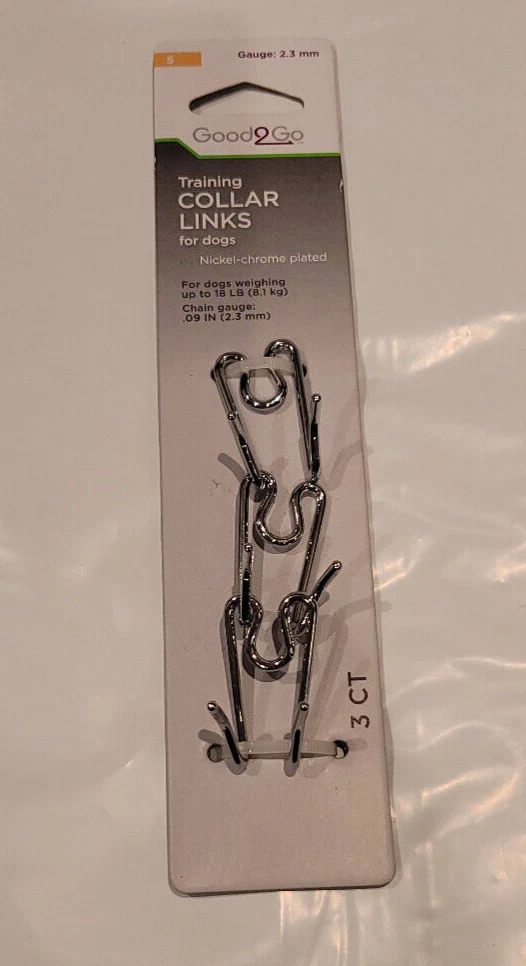 S
Gauge: 2.3 mm
Good2Go
Training
COLLAR
LINKS
for dogs
Nickel-chrome plated
For dogs weighing
up to 18 LB (8.1 kg)
Chain gauge:
.09 IN (2.3 mm)
3 CT